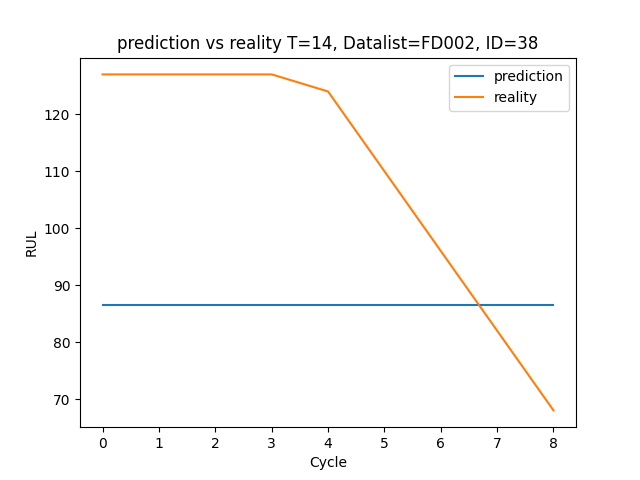 prediction vs reality T=14, Datalist=FD002, ID=38
prediction
reality
120
110
100
90
80
70
RUL
0 1 2 3 4 5 6 7 8
Cycle